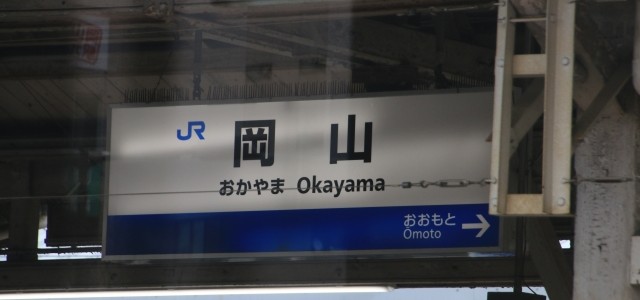 JR 岡山
おかやま Okayama
おおもと
Omoto →